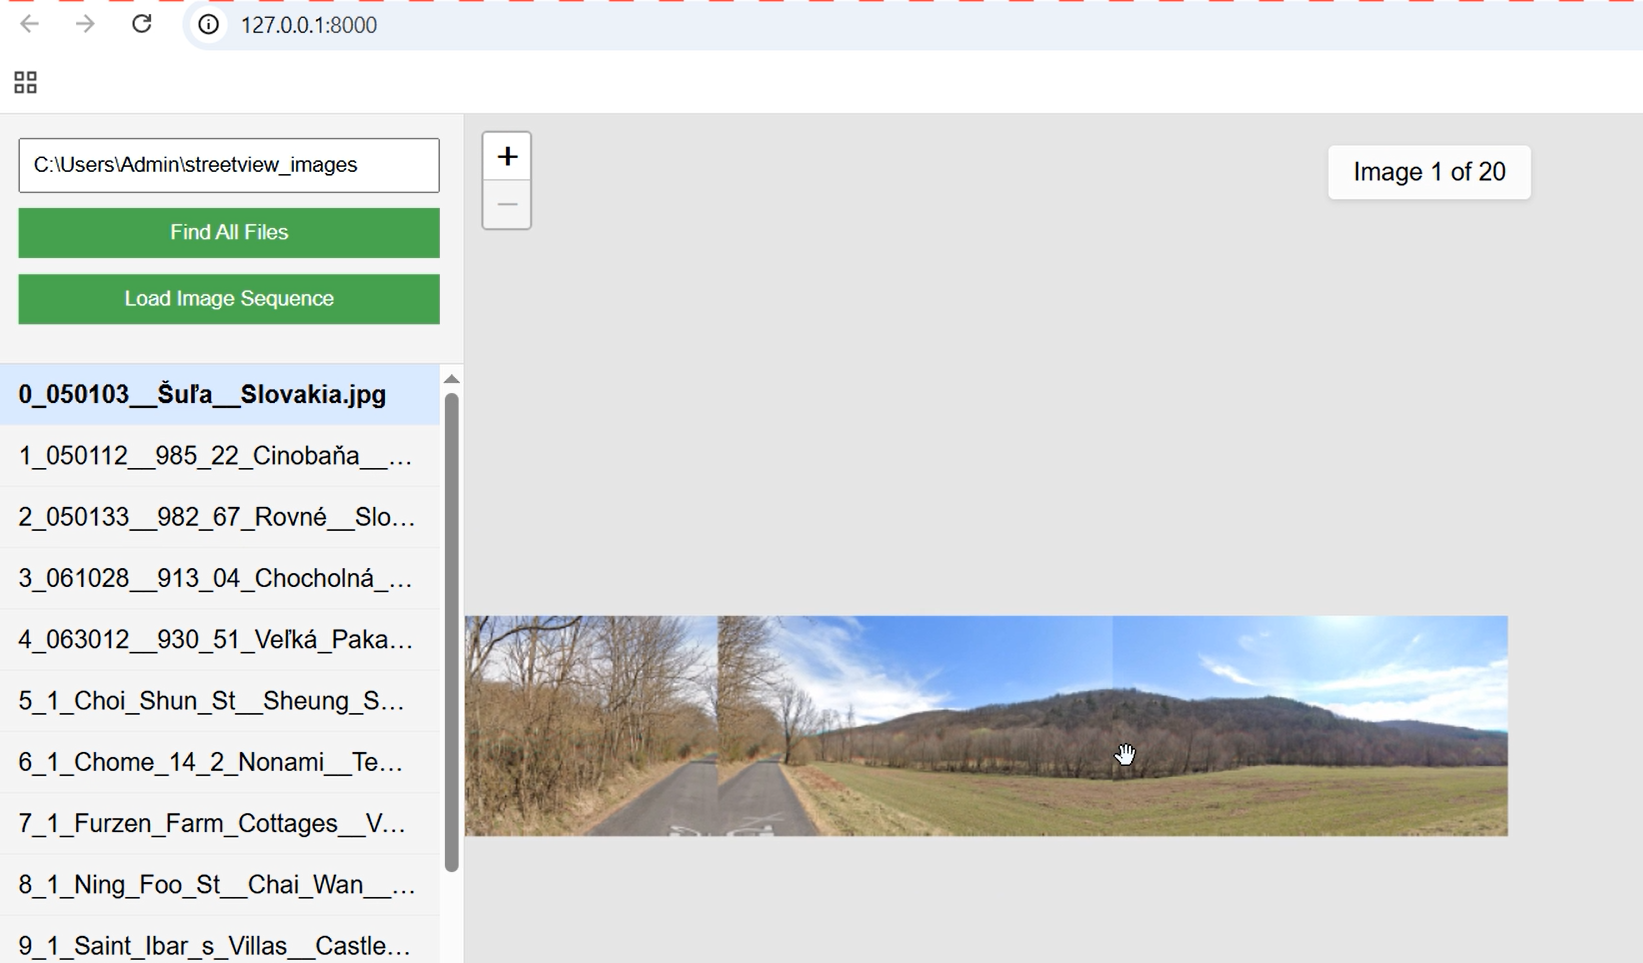 127.0.0.1:8000
C:\Users\Admin\streetview_images
Find All Files
Load Image Sequence
+
−
Image 1 of 20
0_050103__Šuľa__Slovakia.jpg
1_050112__985_22_Cinobaňa__…
2_050133__982_67_Rovné__Slo…
3_061028__913_04_Chocholná_…
4_063012__930_51_Veľká_Paka…
5_1_Choi_Shun_St__Sheung_S…
6_1_Chome_14_2_Nonami__Te…
7_1_Furzen_Farm_Cottages__V…
8_1_Ning_Foo_St__Chai_Wan__…
9_1_Saint_Ibar_s_Villas__Castle…